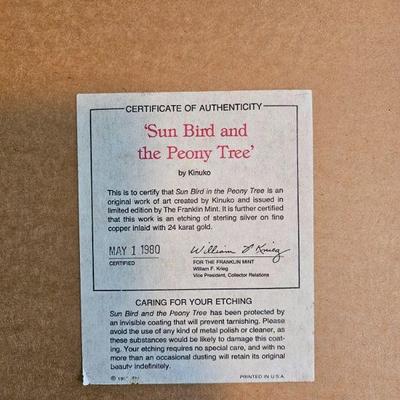 CERTIFICATE OF AUTHENTICITY
'Sun Bird and
the Peony Tree'
by Kinuko
This is to certify that Sun Bird in the Peony Tree is an
original work of art created by Kinuko and issued in
limited edition by The Franklin Mint. It is further certified
that this work is an etching of sterling silver on fine
copper inlaid with 24 karat gold.
MAY 1 1980
William F Krieg
CERTIFIED
FOR THE FRANKLIN MINT
William F. Krieg
Vice President, Collector Relations
CARING FOR YOUR ETCHING
Sun Bird and the Peony Tree has been protected by
an invisible coating that will prevent tarnishing. Please
avoid the use of any kind of metal polish or cleaner, as
these substances would be likely to damage this coat-
ing. Your etching requires no special care, and with no
more than an occasional dusting will retain its original
beauty indefinitely.
©
PRINTED IN U.S.A.